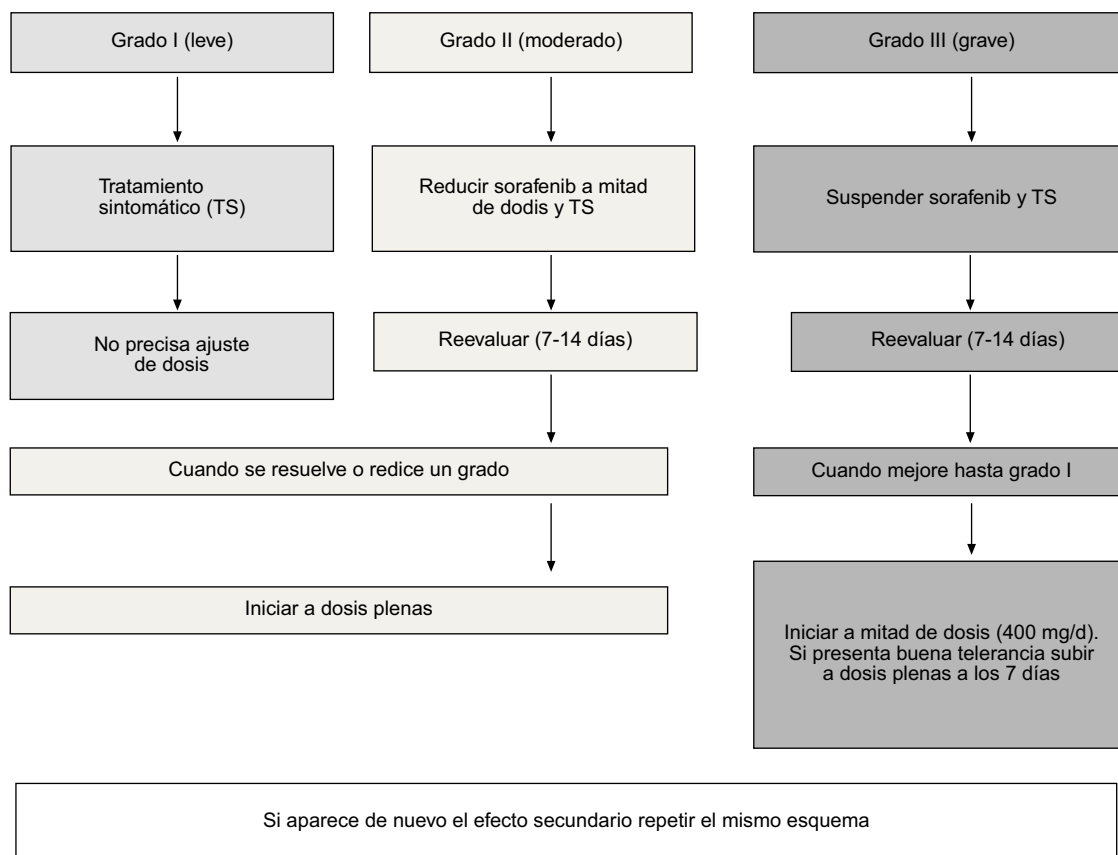 Grado I (leve)
Grado II (moderado)
Grado III (grave)
Tratamiento
sintomático (TS)
Reducir sorafenib a mitad
de dodis y TS
Suspender sorafenib y TS
No precisa ajuste
de dosis
Reevaluar (7-14 días)
Reevaluar (7-14 días)
Cuando se resuelve o redice un grado
Cuando mejore hasta grado I
Iniciar a dosis plenas
Iniciar a mitad de dosis (400 mg/d).
Si presenta buena telerancia subir
a dosis plenas a los 7 días
Si aparece de nuevo el efecto secundario repetir el mismo esquema